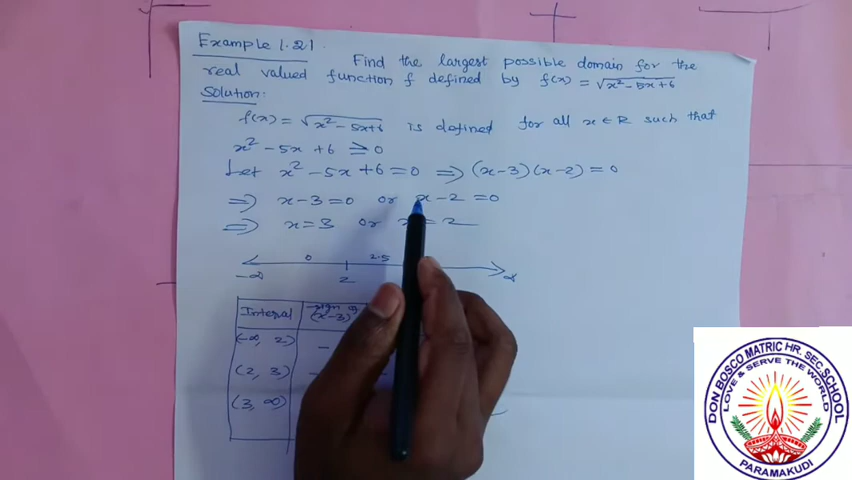 Example 1.21.
Find the largest possible domain for the
real valued function f defined by f(x) = √x² - 5x + 6
Solution:
f(x) = √x² - 5x+6 is defined for all x ∈ R such that
x² - 5x + 6 ≥ 0
Let x² - 5x + 6 = 0 ⇒ (x-3)(x-2) = 0
⇒ x-3 = 0 or x-2 = 0
⇒ x = 3 or = 2
0 2.5
-∞ 2 ∞
Interval sign of (x-3)
(-∞, 2) -
(2, 3) - -
(3, ∞)
DON BOSCO MATRIC HR. SEC. SCHOOL
LOVE & SERVE THE WORLD
PARAMAKUDI